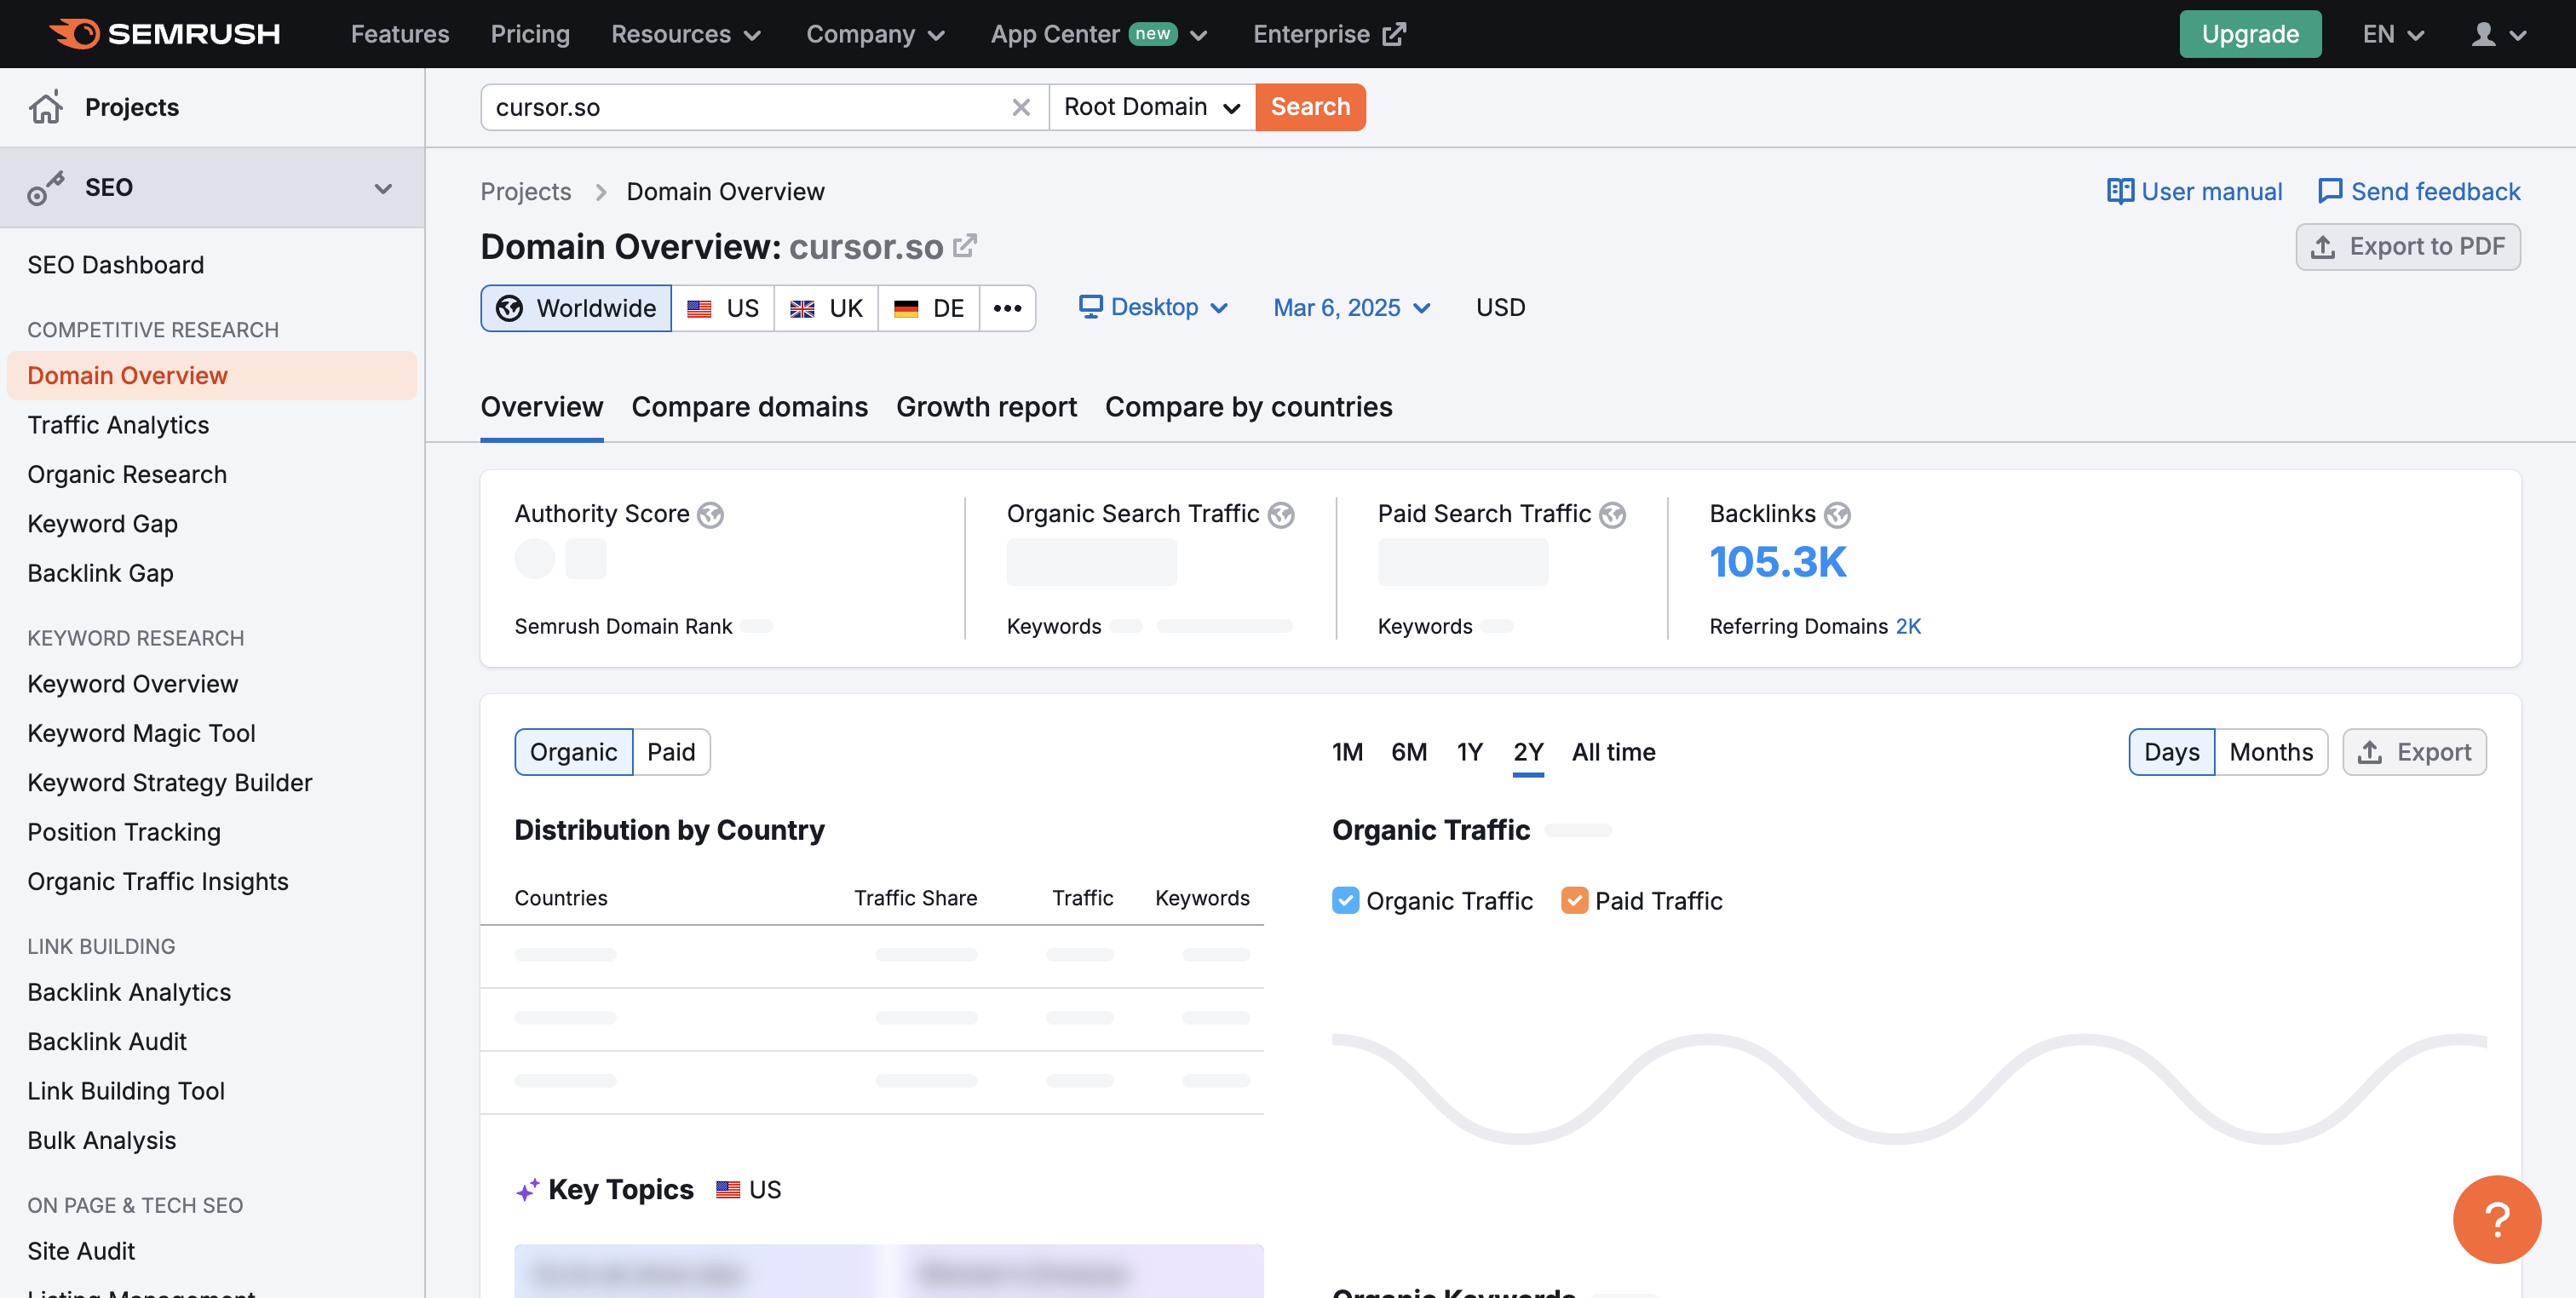 SEMRUSH Features Pricing Resources Company App Center new Enterprise Upgrade EN
Projects
SEO
SEO Dashboard
COMPETITIVE RESEARCH
Domain Overview
Traffic Analytics
Organic Research
Keyword Gap
Backlink Gap
KEYWORD RESEARCH
Keyword Overview
Keyword Magic Tool
Keyword Strategy Builder
Position Tracking
Organic Traffic Insights
LINK BUILDING
Backlink Analytics
Backlink Audit
Link Building Tool
Bulk Analysis
ON PAGE & TECH SEO
Site Audit
Listing Management
cursor.so Root Domain Search
Projects Domain Overview User manual Send feedback
Domain Overview: cursor.so Export to PDF
Worldwide US UK DE Desktop Mar 6, 2025 USD
Overview Compare domains Growth report Compare by countries
Authority Score
Semrush Domain Rank
Organic Search Traffic
Keywords
Paid Search Traffic
Keywords
Backlinks
105.3K
Referring Domains 2K
Organic Paid
Distribution by Country
Countries Traffic Share Traffic Keywords
Key Topics US
1M 6M 1Y 2Y All time Days Months Export
Organic Traffic
Organic Traffic Paid Traffic
Organic Keywords
?